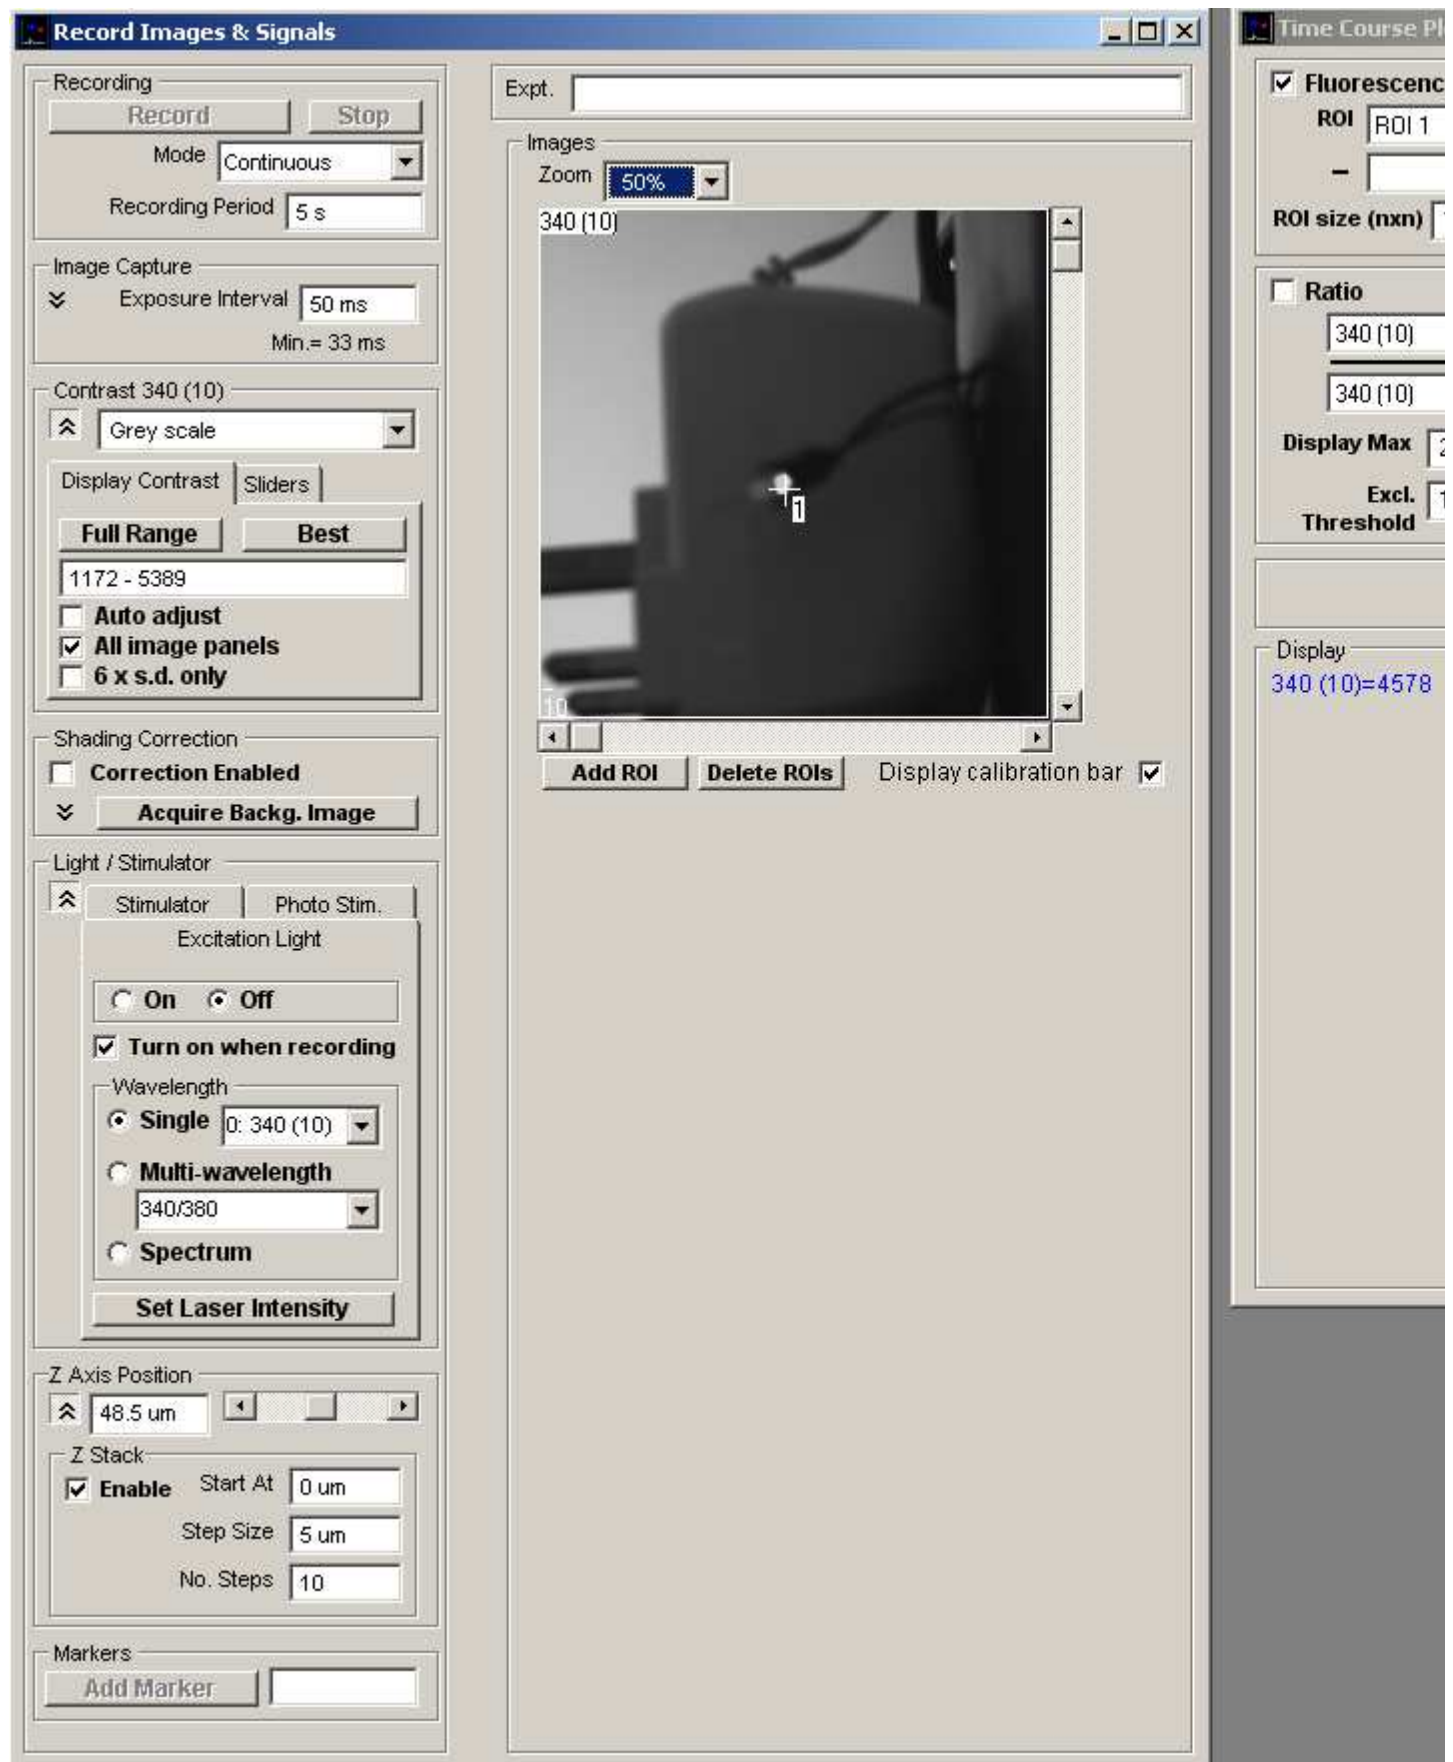 Record Images & Signals
Recording
Record Stop
Mode Continuous
Recording Period 5 s
Image Capture
Exposure Interval 50 ms
Min.= 33 ms
Contrast 340 (10)
Grey scale
Display Contrast Sliders
Full Range Best
1172 - 5389
Auto adjust
All image panels
6 x s.d. only
Shading Correction
Correction Enabled
Acquire Backg. Image
Light / Stimulator
Stimulator Photo Stim.
Excitation Light
On Off
Turn on when recording
Wavelength
Single 0: 340 (10)
Multi-wavelength
340/380
Spectrum
Set Laser Intensity
Z Axis Position
48.5 um
Z Stack
Enable Start At 0 um
Step Size 5 um
No. Steps 10
Markers
Add Marker
Expt.
Images
Zoom 50%
340 (10)
1
10
Add ROI Delete ROIs Display calibration bar
Time Course Pl
Fluorescenc
ROI ROI 1
–
ROI size (nxn)
Ratio
340 (10)
340 (10)
Display Max
Excl.
Threshold
Display
340 (10)=4578